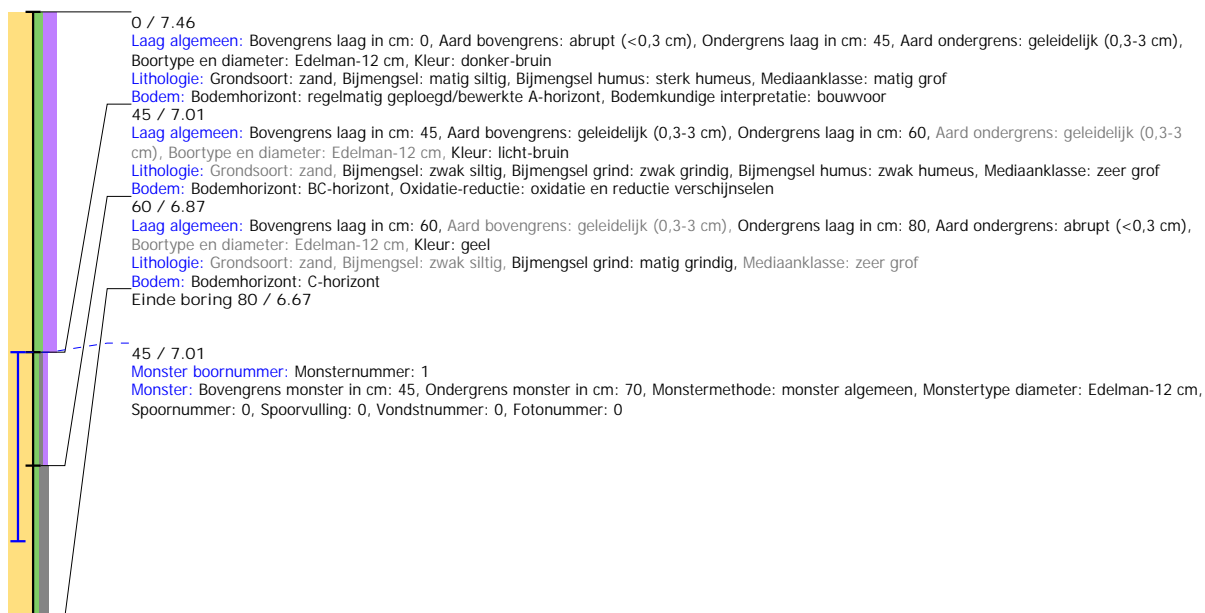 0 / 7.46
Laag algemeen: Bovengrens laag in cm: 0, Aard bovengrens: abrupt (<0,3 cm), Ondergrens laag in cm: 45, Aard ondergrens: geleidelijk (0,3-3 cm),
Boortype en diameter: Edelman-12 cm, Kleur: donker-bruin
Lithologie: Grondsoort: zand, Bijmengsel: matig siltig, Bijmengsel humus: sterk humeus, Mediaanklasse: matig grof
Bodem: Bodemhorizont: regelmatig geploegd/bewerkte A-horizont, Bodemkundige interpretatie: bouwvoor
45 / 7.01
Laag algemeen: Bovengrens laag in cm: 45, Aard bovengrens: geleidelijk (0,3-3 cm), Ondergrens laag in cm: 60, Aard ondergrens: geleidelijk (0,3-3
cm), Boortype en diameter: Edelman-12 cm, Kleur: licht-bruin
Lithologie: Grondsoort: zand, Bijmengsel: zwak siltig, Bijmengsel grind: zwak grindig, Bijmengsel humus: zwak humeus, Mediaanklasse: zeer grof
Bodem: Bodemhorizont: BC-horizont, Oxidatie-reductie: oxidatie en reductie verschijnselen
60 / 6.87
Laag algemeen: Bovengrens laag in cm: 60, Aard bovengrens: geleidelijk (0,3-3 cm), Ondergrens laag in cm: 80, Aard ondergrens: abrupt (<0,3 cm),
Boortype en diameter: Edelman-12 cm, Kleur: geel
Lithologie: Grondsoort: zand, Bijmengsel: zwak siltig, Bijmengsel grind: matig grindig, Mediaanklasse: zeer grof
Bodem: Bodemhorizont: C-horizont
Einde boring 80 / 6.67
45 / 7.01
Monster boornummer: Monsternummer: 1
Monster: Bovengrens monster in cm: 45, Ondergrens monster in cm: 70, Monstermethode: monster algemeen, Monstertype diameter: Edelman-12 cm,
Spoornummer: 0, Spoorvulling: 0, Vondstnummer: 0, Fotonummer: 0